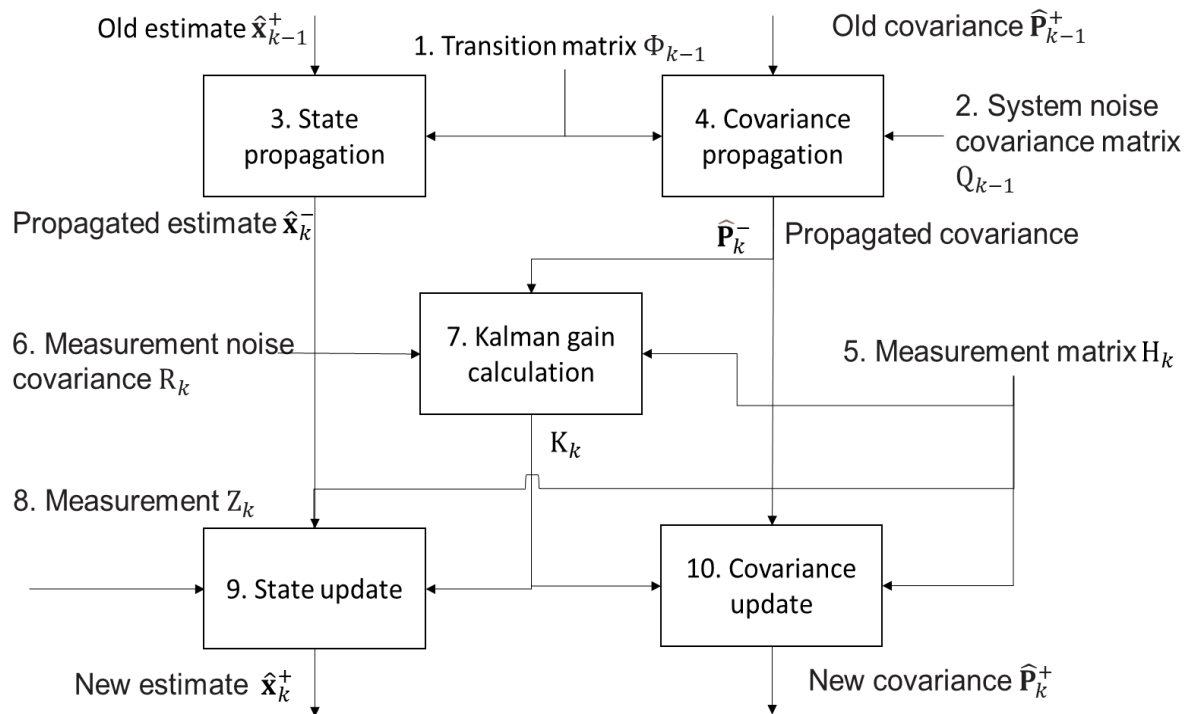 Old estimate x̂⁺ₖ₋₁
Old covariance P̂⁺ₖ₋₁
1. Transition matrix Φₖ₋₁
3. State
propagation
4. Covariance
propagation
2. System noise
covariance matrix
Qₖ₋₁
Propagated estimate x̂⁻ₖ
P̂⁻ₖ Propagated covariance
6. Measurement noise
covariance Rₖ
7. Kalman gain
calculation
5. Measurement matrix Hₖ
Kₖ
8. Measurement Zₖ
9. State update
10. Covariance
update
New estimate x̂⁺ₖ
New covariance P̂⁺ₖ